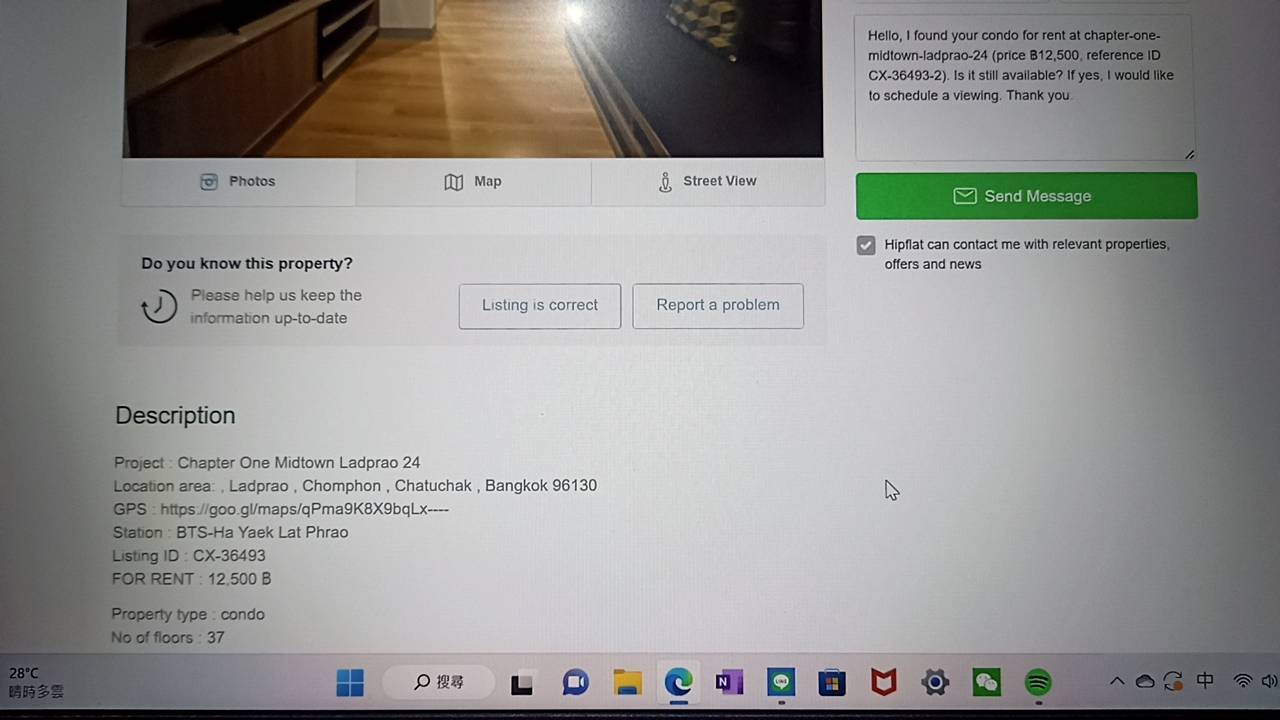 Hello, I found your condo for rent at chapter-one-
midtown-ladprao-24 (price ฿12,500, reference ID
CX-36493-2). Is it still available? If yes, I would like
to schedule a viewing. Thank you.
Photos
Map
Street View
Send Message
Hipflat can contact me with relevant properties,
offers and news
Do you know this property?
Please help us keep the
information up-to-date
Listing is correct
Report a problem
Description
Project : Chapter One Midtown Ladprao 24
Location area: , Ladprao , Chomphon , Chatuchak , Bangkok 96130
GPS : https://goo.gl/maps/qPma9K8X9bqLx----
Station : BTS-Ha Yaek Lat Phrao
Listing ID : CX-36493
FOR RENT : 12,500 ฿
Property type : condo
No of floors : 37
28°C
晴時多雲
搜尋
N
LINE
中